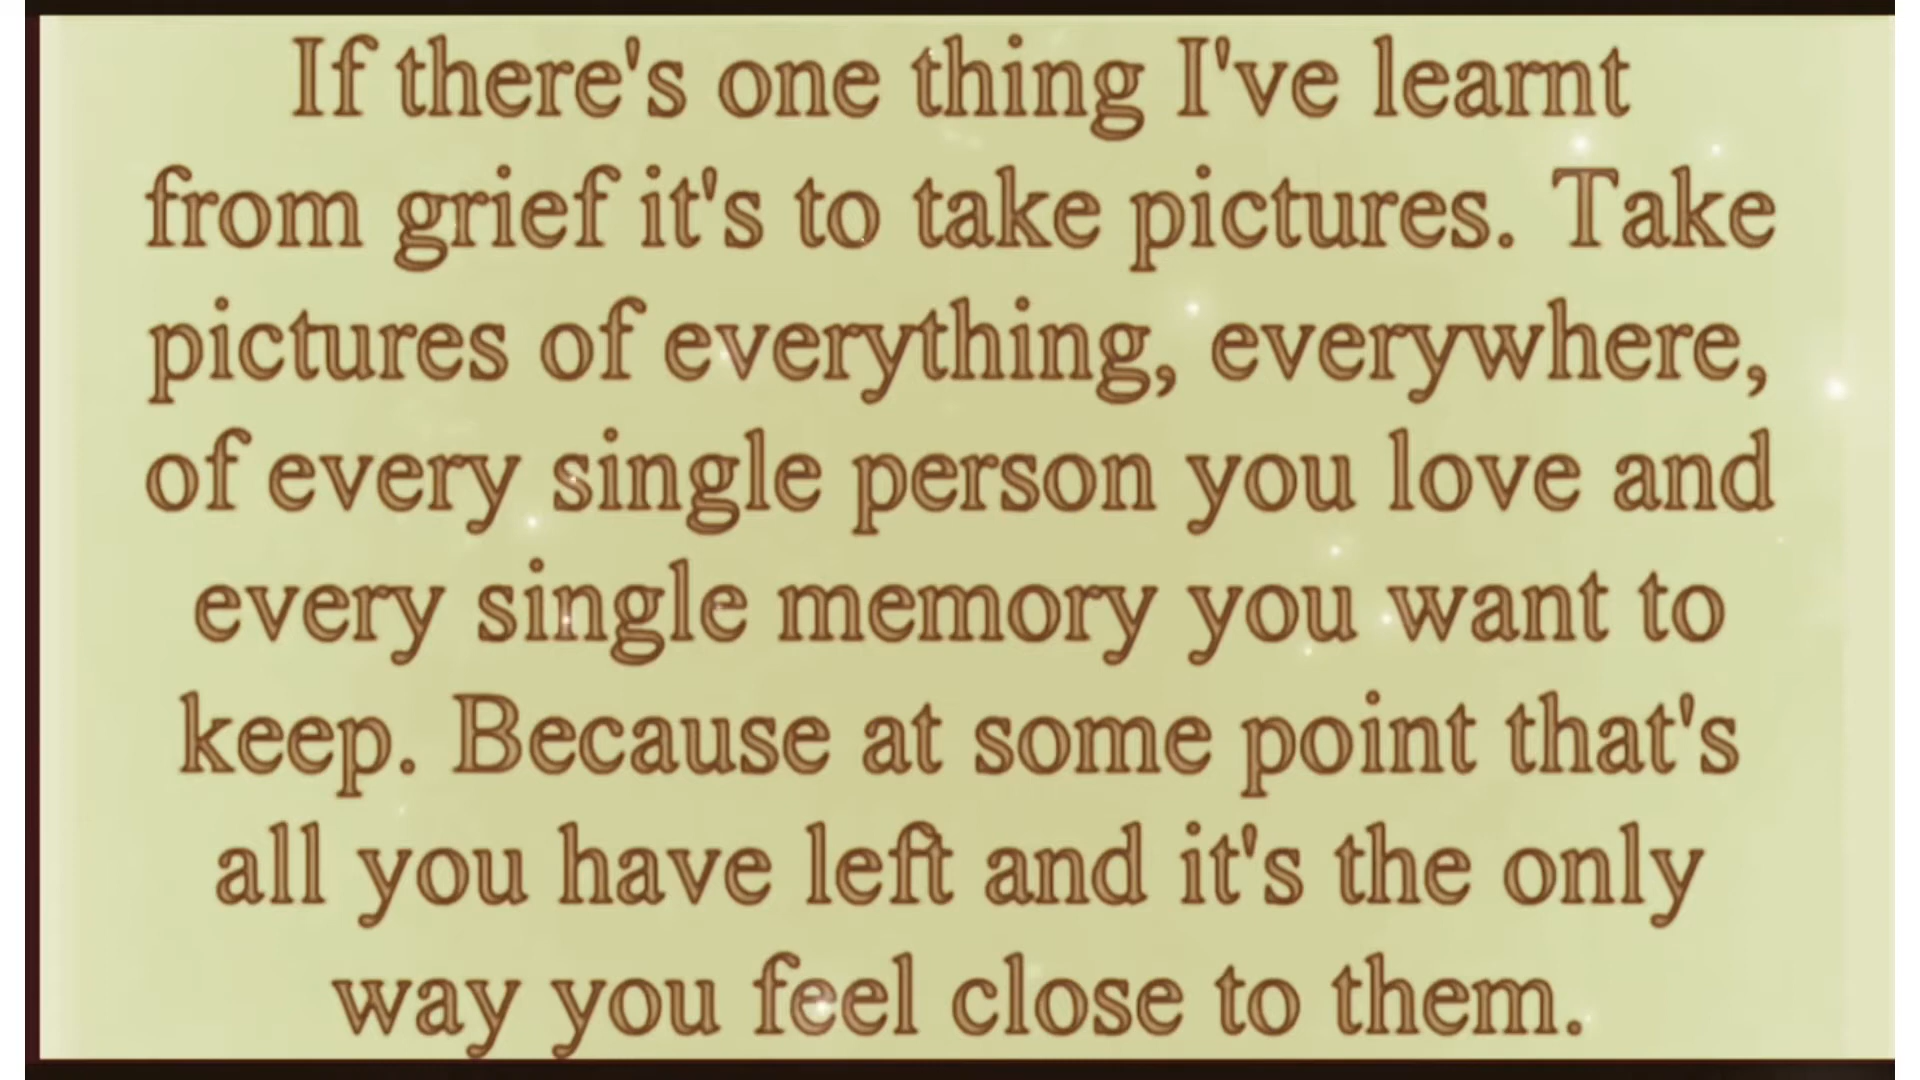 If there's one thing I've learnt
from grief it's to take pictures. Take
pictures of everything, everywhere,
of every single person you love and
every single memory you want to
keep. Because at some point that's
all you have left and it's the only
way you feel close to them.